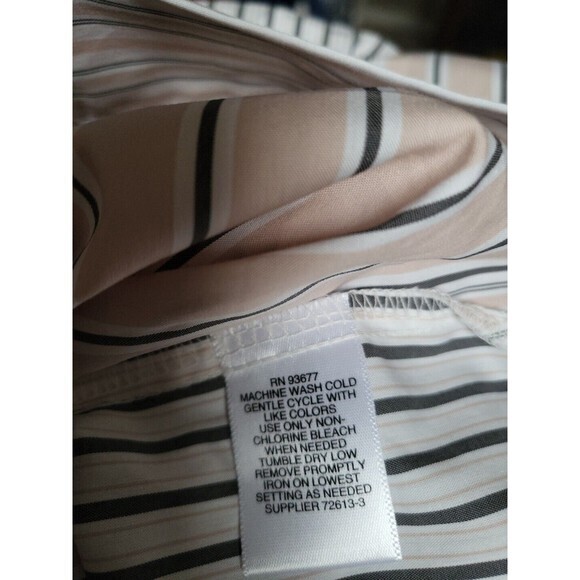 RN 93677
MACHINE WASH COLD
GENTLE CYCLE WITH
LIKE COLORS
USE ONLY NON-
CHLORINE BLEACH
WHEN NEEDED
TUMBLE DRY LOW
REMOVE PROMPTLY
IRON ON LOWEST
SETTING AS NEEDED
SUPPLIER 72613-3